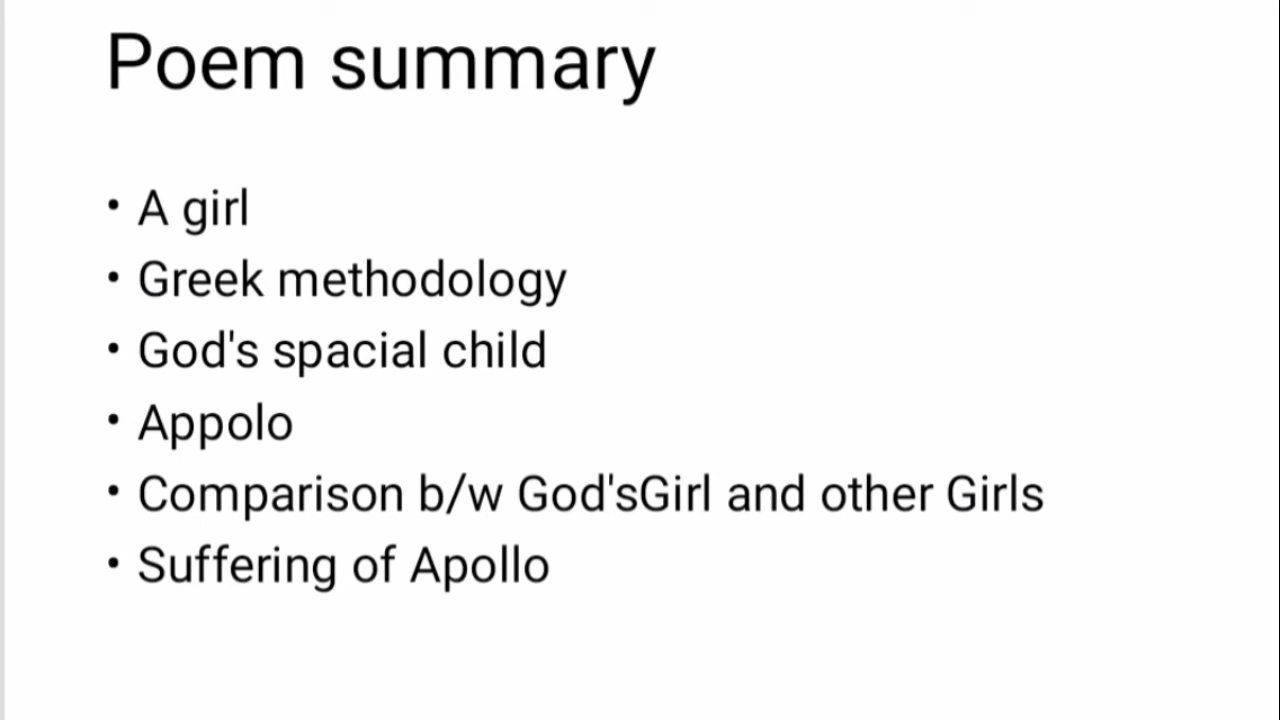 Poem summary
• A girl
• Greek methodology
• God's spacial child
• Appolo
• Comparison b/w God'sGirl and other Girls
• Suffering of Apollo